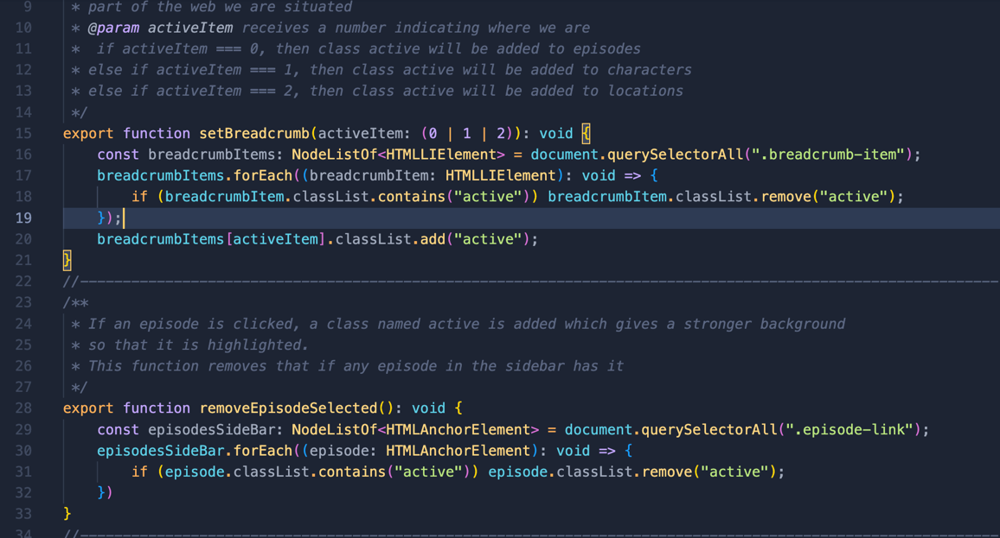 9 * part of the web we are situated
10 * @param activeItem receives a number indicating where we are
11 *  if activeItem === 0, then class active will be added to episodes
12 * else if activeItem === 1, then class active will be added to characters
13 * else if activeItem === 2, then class active will be added to locations
14 */
15 export function setBreadcrumb(activeItem: (0 | 1 | 2)): void {
16     const breadcrumbItems: NodeListOf<HTMLLIElement> = document.querySelectorAll(".breadcrumb-item");
17     breadcrumbItems.forEach((breadcrumbItem: HTMLLIElement): void => {
18         if (breadcrumbItem.classList.contains("active")) breadcrumbItem.classList.remove("active");
19     });
20     breadcrumbItems[activeItem].classList.add("active");
21 }
22 //------------------------------------------------------------------------------------------------------------
23 /**
24 * If an episode is clicked, a class named active is added which gives a stronger background
25 * so that it is highlighted.
26 * This function removes that if any episode in the sidebar has it
27 */
28 export function removeEpisodeSelected(): void {
29     const episodesSideBar: NodeListOf<HTMLAnchorElement> = document.querySelectorAll(".episode-link");
30     episodesSideBar.forEach((episode: HTMLAnchorElement): void => {
31         if (episode.classList.contains("active")) episode.classList.remove("active");
32     })
33 }
34 //------------------------------------------------------------------------------------------------------------